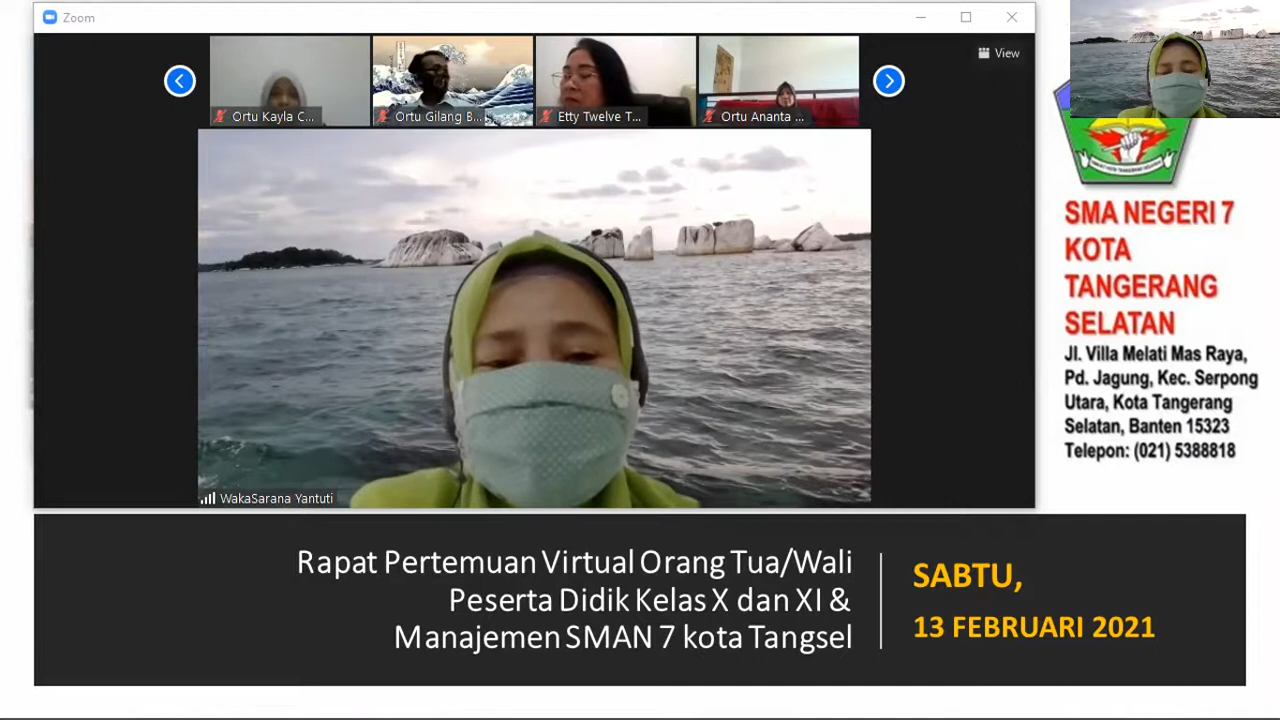 Zoom
View
Ortu Kayla C...
Ortu Gilang B...
Etty Twelve T...
Ortu Ananta ...
WakaSarana Yantuti
SMA NEGERI 7
KOTA
TANGERANG
SELATAN
Jl. Villa Melati Mas Raya,
Pd. Jagung, Kec. Serpong
Utara, Kota Tangerang
Selatan, Banten 15323
Telepon: (021) 5388818
Rapat Pertemuan Virtual Orang Tua/Wali
Peserta Didik Kelas X dan XI &
Manajemen SMAN 7 kota Tangsel
SABTU,
13 FEBRUARI 2021